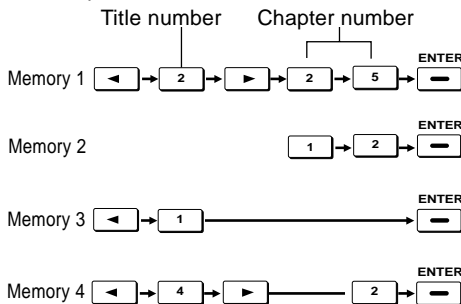 Title number Chapter number
ENTER
Memory 1 2 2 5
ENTER
Memory 2 1 2
ENTER
Memory 3 1
ENTER
Memory 4 4 2